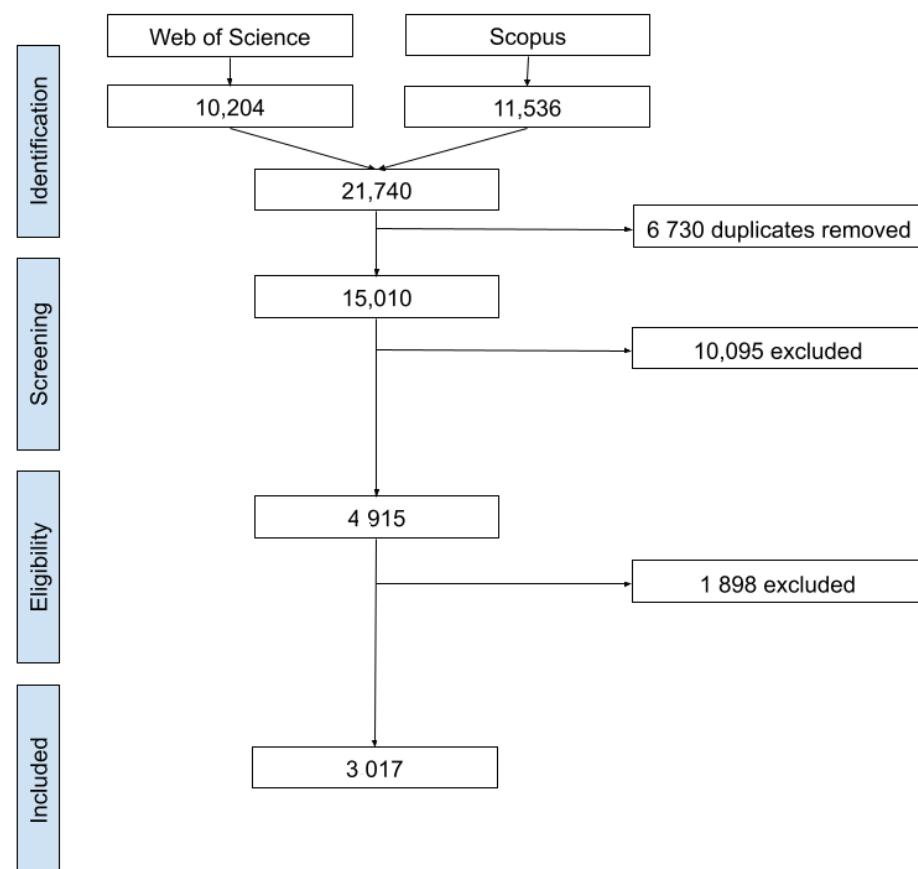 Web of Science
Scopus
10,204
11,536
Identification
21,740
6 730 duplicates removed
15,010
Screening
10,095 excluded
4 915
Eligibility
1 898 excluded
3 017
Included